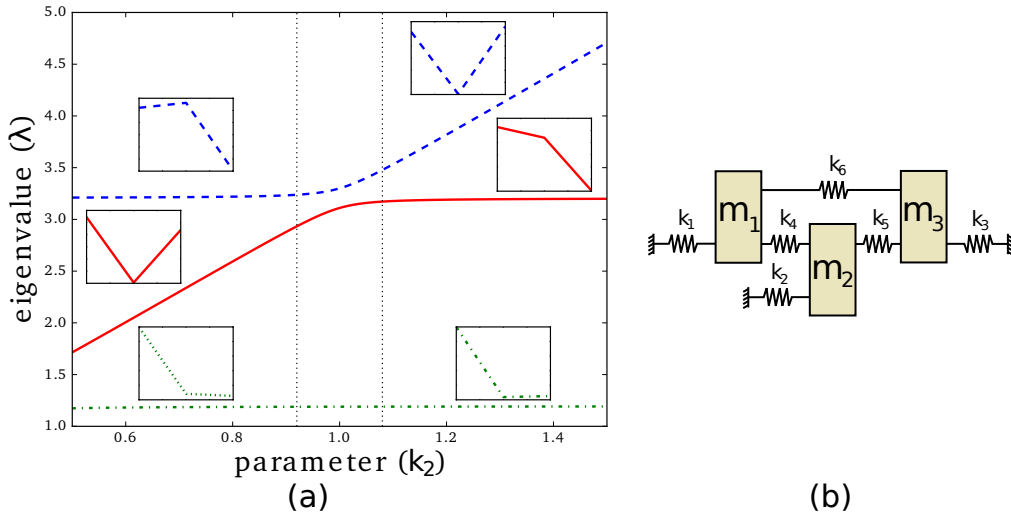 5.0
4.5
4.0
3.5
3.0
2.5
2.0
1.5
1.0
eigenvalue (λ)
0.6 0.8 1.0 1.2 1.4
parameter (k₂)
(a)
k₆
m₁ m₃
k₁ k₄ k₅ k₃
m₂
k₂
(b)